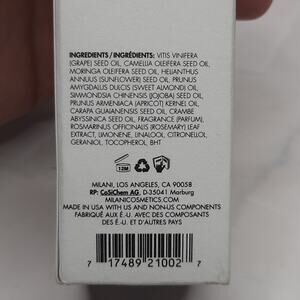 INGREDIENTS/INGRÉDIENTS: VITIS VINIFERA
(GRAPE) SEED OIL, CAMELLIA OLEIFERA SEED OIL,
MORINGA OLEIFERA SEED OIL, HELIANTHUS
ANNUUS (SUNFLOWER) SEED OIL, PRUNUS
AMYGDALUS DULCIS (SWEET ALMOND) OIL,
SIMMONDSIA CHINENSIS (JOJOBA) SEED OIL,
PRUNUS ARMENIACA (APRICOT) KERNEL OIL,
CARAPA GUAIANENSIS SEED OIL, CRAMBE
ABYSSINICA SEED OIL, FRAGRANCE (PARFUM),
ROSMARINUS OFFICINALIS (ROSEMARY) LEAF
EXTRACT, LIMONENE, LINALOOL, CITRONELLOL,
GERANIOL, TOCOPHEROL, BHT
12M
MILANI, LOS ANGELES, CA 90058
RP: CoSiChem AG, D-35041 Marburg
MILANICOSMETICS.COM
MADE IN USA WITH US AND NON-US COMPONENTS
FABRIQUÉ AUX É.-U. AVEC DES COMPOSANTS
DES É.-U. ET D'AUTRES PAYS
7 17489 21002 7